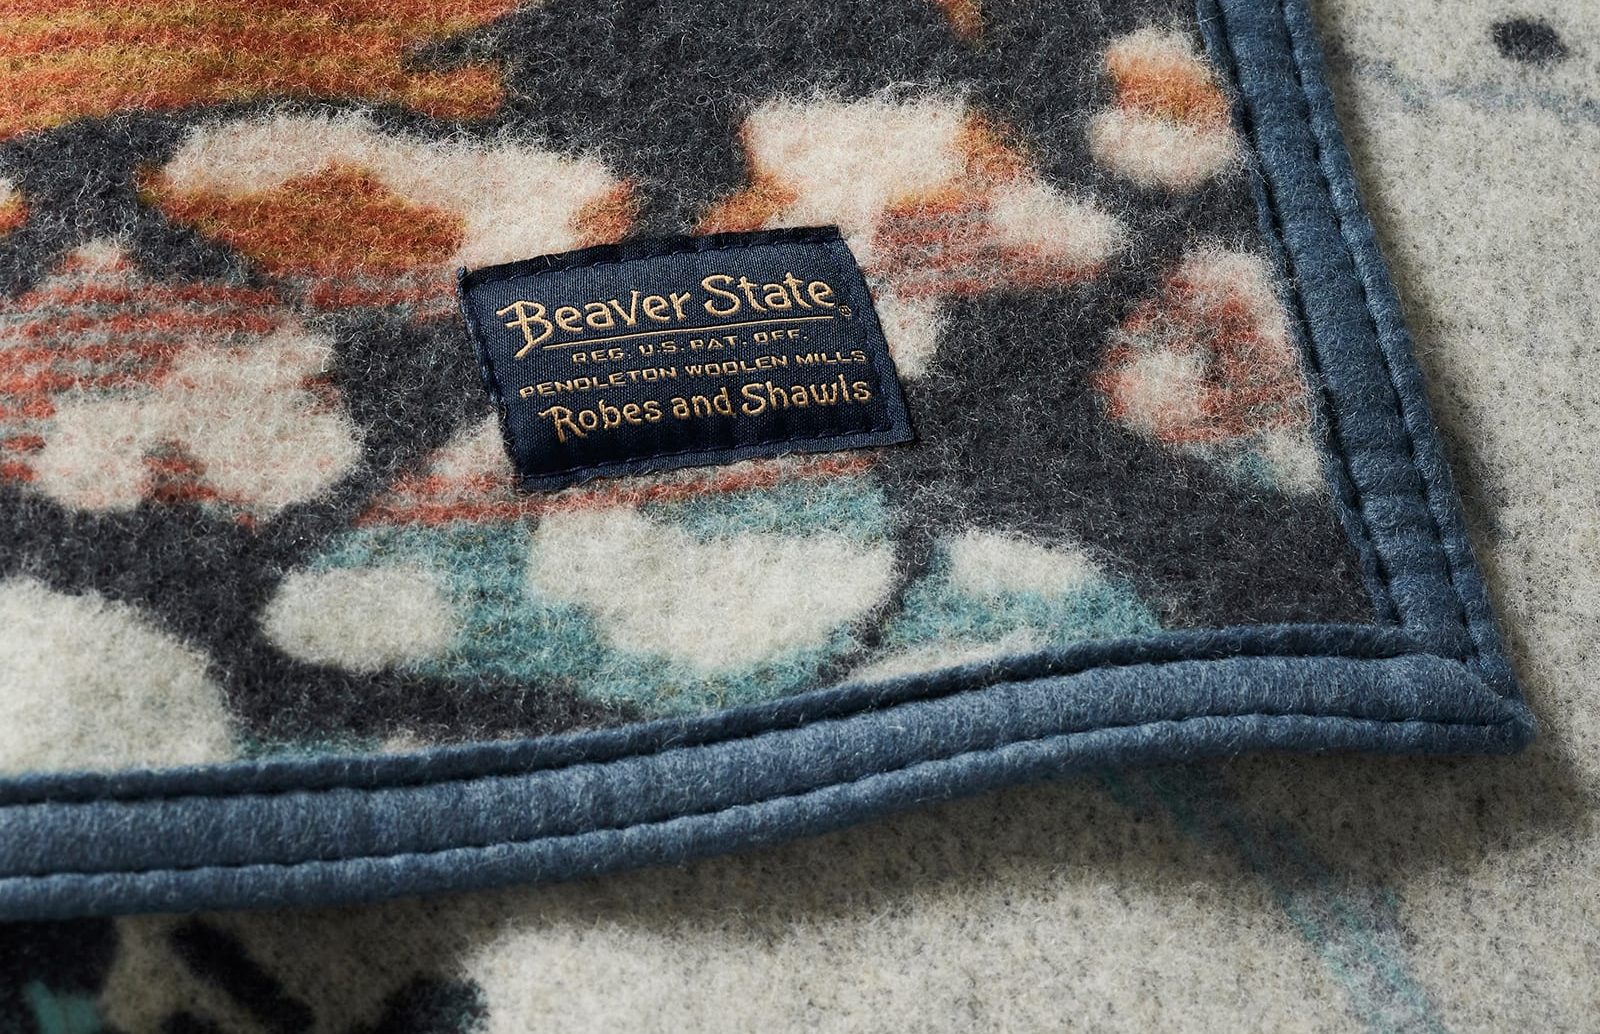 Beaver State®
REG. U.S. PAT. OFF.
PENDLETON WOOLEN MILLS
Robes and Shawls